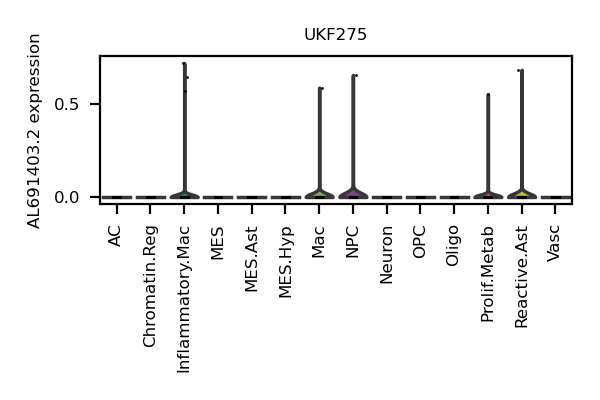 UKF275
AL691403.2 expression
0.5
0.0
AC
Chromatin.Reg
Inflammatory.Mac
MES
MES.Ast
MES.Hyp
Mac
NPC
Neuron
OPC
Oligo
Prolif.Metab
Reactive.Ast
Vasc